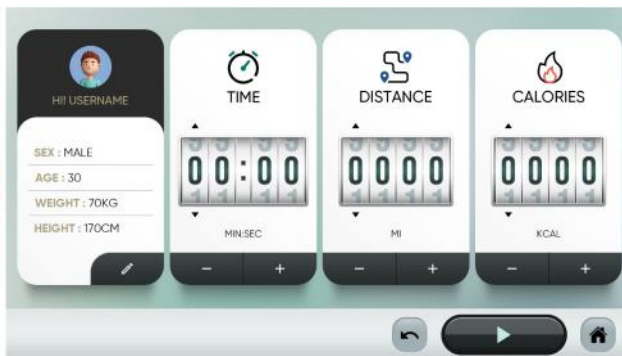 HI! USERNAME
SEX : MALE
AGE : 30
WEIGHT : 70KG
HEIGHT : 170CM
TIME
00:00
MIN:SEC
- +
DISTANCE
0000
MI
- +
CALORIES
0000
KCAL
- +